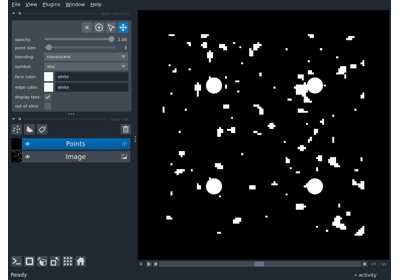 File View Plugins Window Help
opacity: 1.00
point size: 3
blending: translucent
symbol: disc
face color: white
edge color: white
display text:
out of slice:
Points
Image
Ready
activity